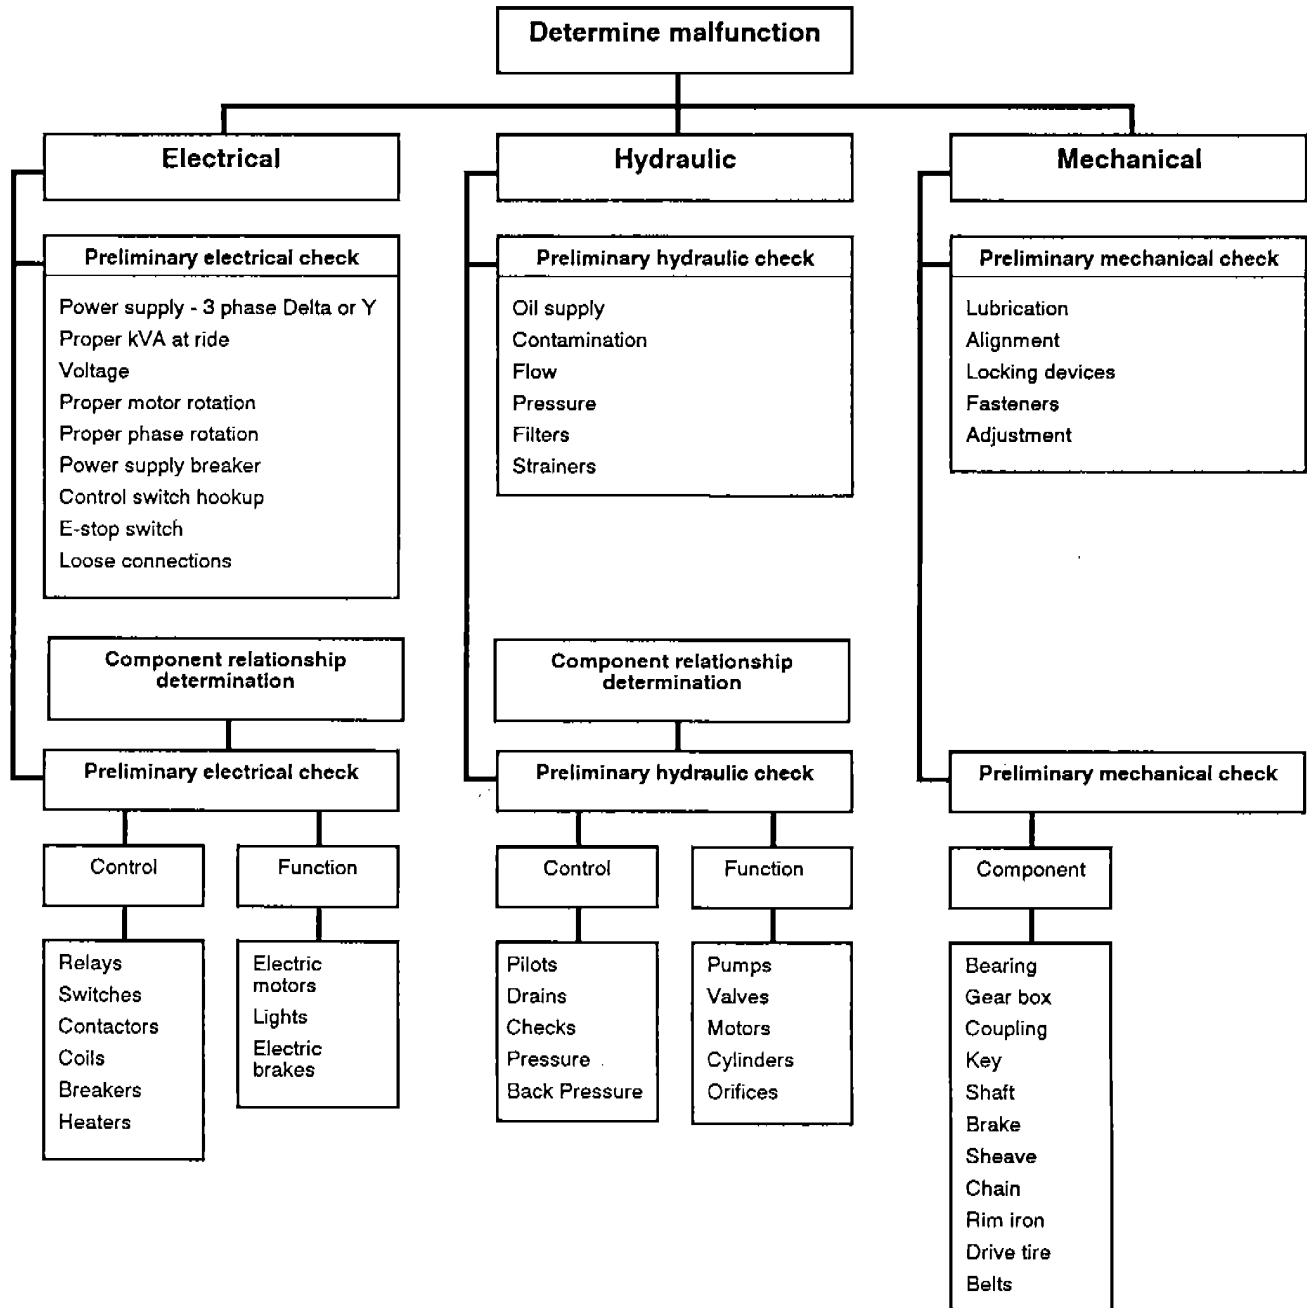 Determine malfunction
Electrical
Hydraulic
Mechanical
Preliminary electrical check
Power supply - 3 phase Delta or Y
Proper kVA at ride
Voltage
Proper motor rotation
Proper phase rotation
Power supply breaker
Control switch hookup
E-stop switch
Loose connections
Preliminary hydraulic check
Oil supply
Contamination
Flow
Pressure
Filters
Strainers
Preliminary mechanical check
Lubrication
Alignment
Locking devices
Fasteners
Adjustment
Component relationship
determination
Preliminary electrical check
Control
Relays
Switches
Contactors
Coils
Breakers
Heaters
Function
Electric
motors
Lights
Electric
brakes
Component relationship
determination
Preliminary hydraulic check
Control
Pilots
Drains
Checks
Pressure
Back Pressure
Function
Pumps
Valves
Motors
Cylinders
Orifices
Preliminary mechanical check
Component
Bearing
Gear box
Coupling
Key
Shaft
Brake
Sheave
Chain
Rim iron
Drive tire
Belts